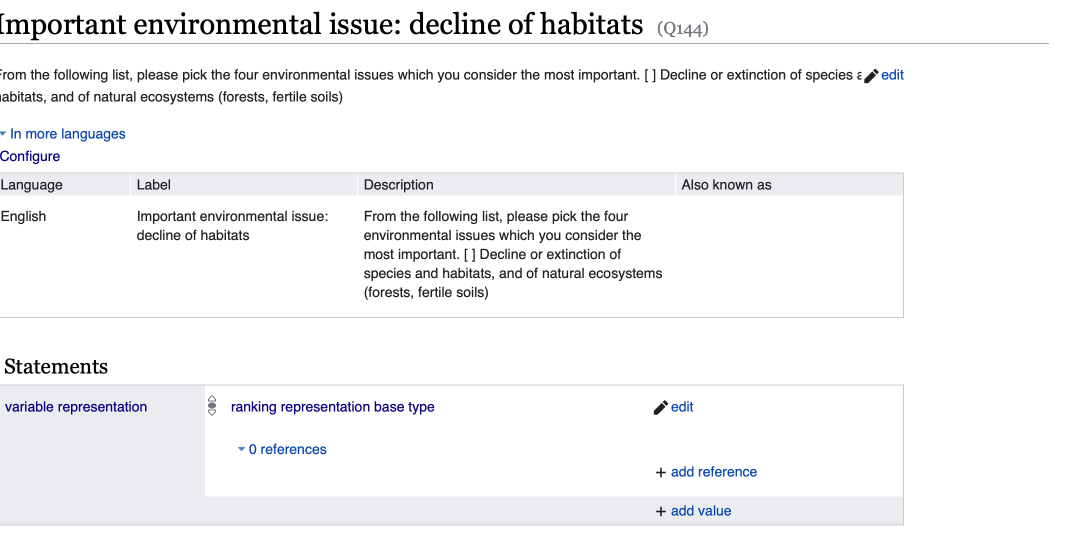 Important environmental issue: decline of habitats (Q144)
From the following list, please pick the four environmental issues which you consider the most important. [ ] Decline or extinction of species edit
habitats, and of natural ecosystems (forests, fertile soils)
In more languages
Configure
Language Label Description Also known as
English Important environmental issue: From the following list, please pick the four
decline of habitats environmental issues which you consider the
most important. [ ] Decline or extinction of
species and habitats, and of natural ecosystems
(forests, fertile soils)
Statements
variable representation ranking representation base type edit
0 references
+ add reference
+ add value